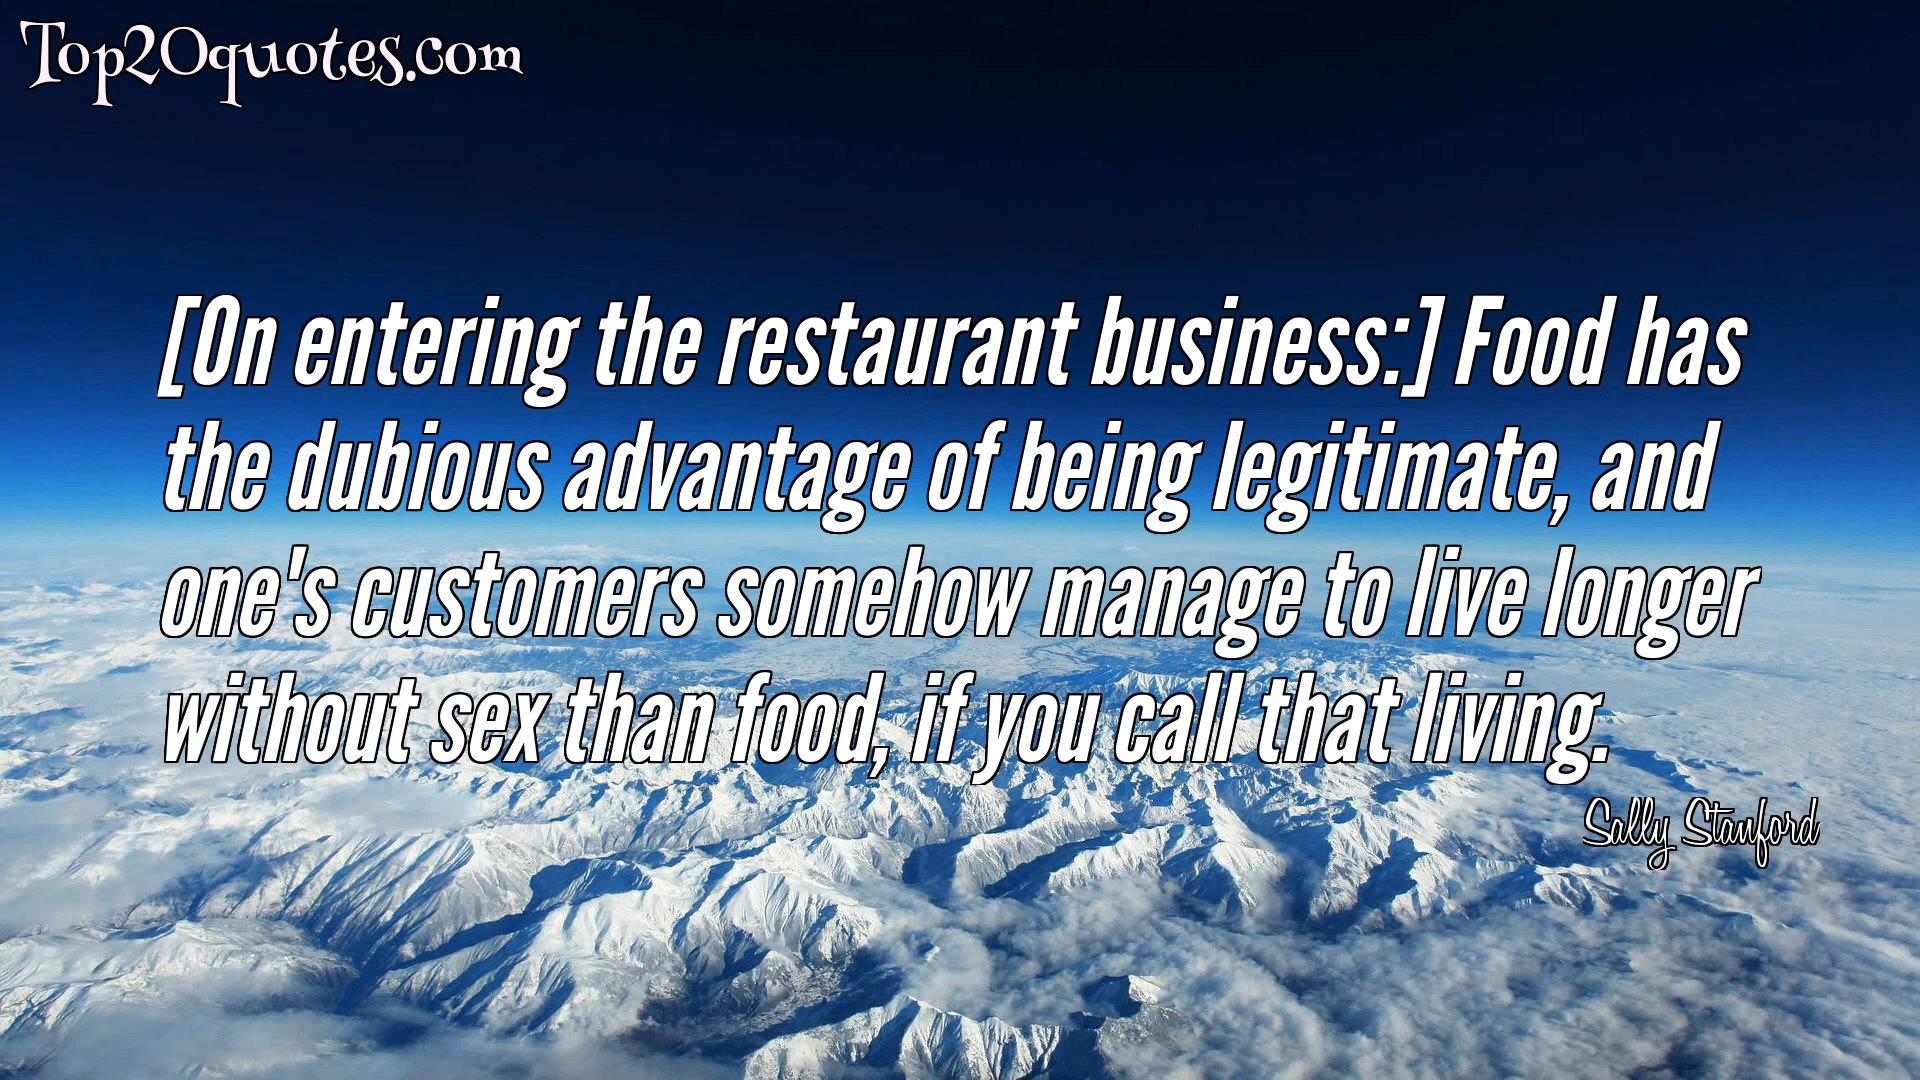 Top20quotes.com
[On entering the restaurant business:] Food has
the dubious advantage of being legitimate, and
one's customers somehow manage to live longer
without sex than food, if you call that living.
Sally Stanford